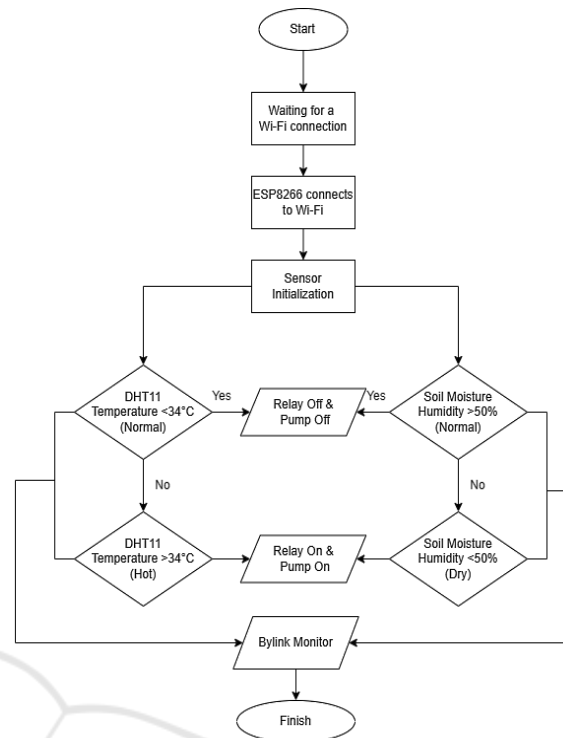 Start
Waiting for a
Wi-Fi connection
ESP8266 connects
to Wi-Fi
Sensor
Initialization
DHT11
Temperature <34°C
(Normal)
Yes
Relay Off &
Pump Off
Yes
Soil Moisture
Humidity >50%
(Normal)
No
No
DHT11
Temperature >34°C
(Hot)
Relay On &
Pump On
Soil Moisture
Humidity <50%
(Dry)
Bylink Monitor
Finish